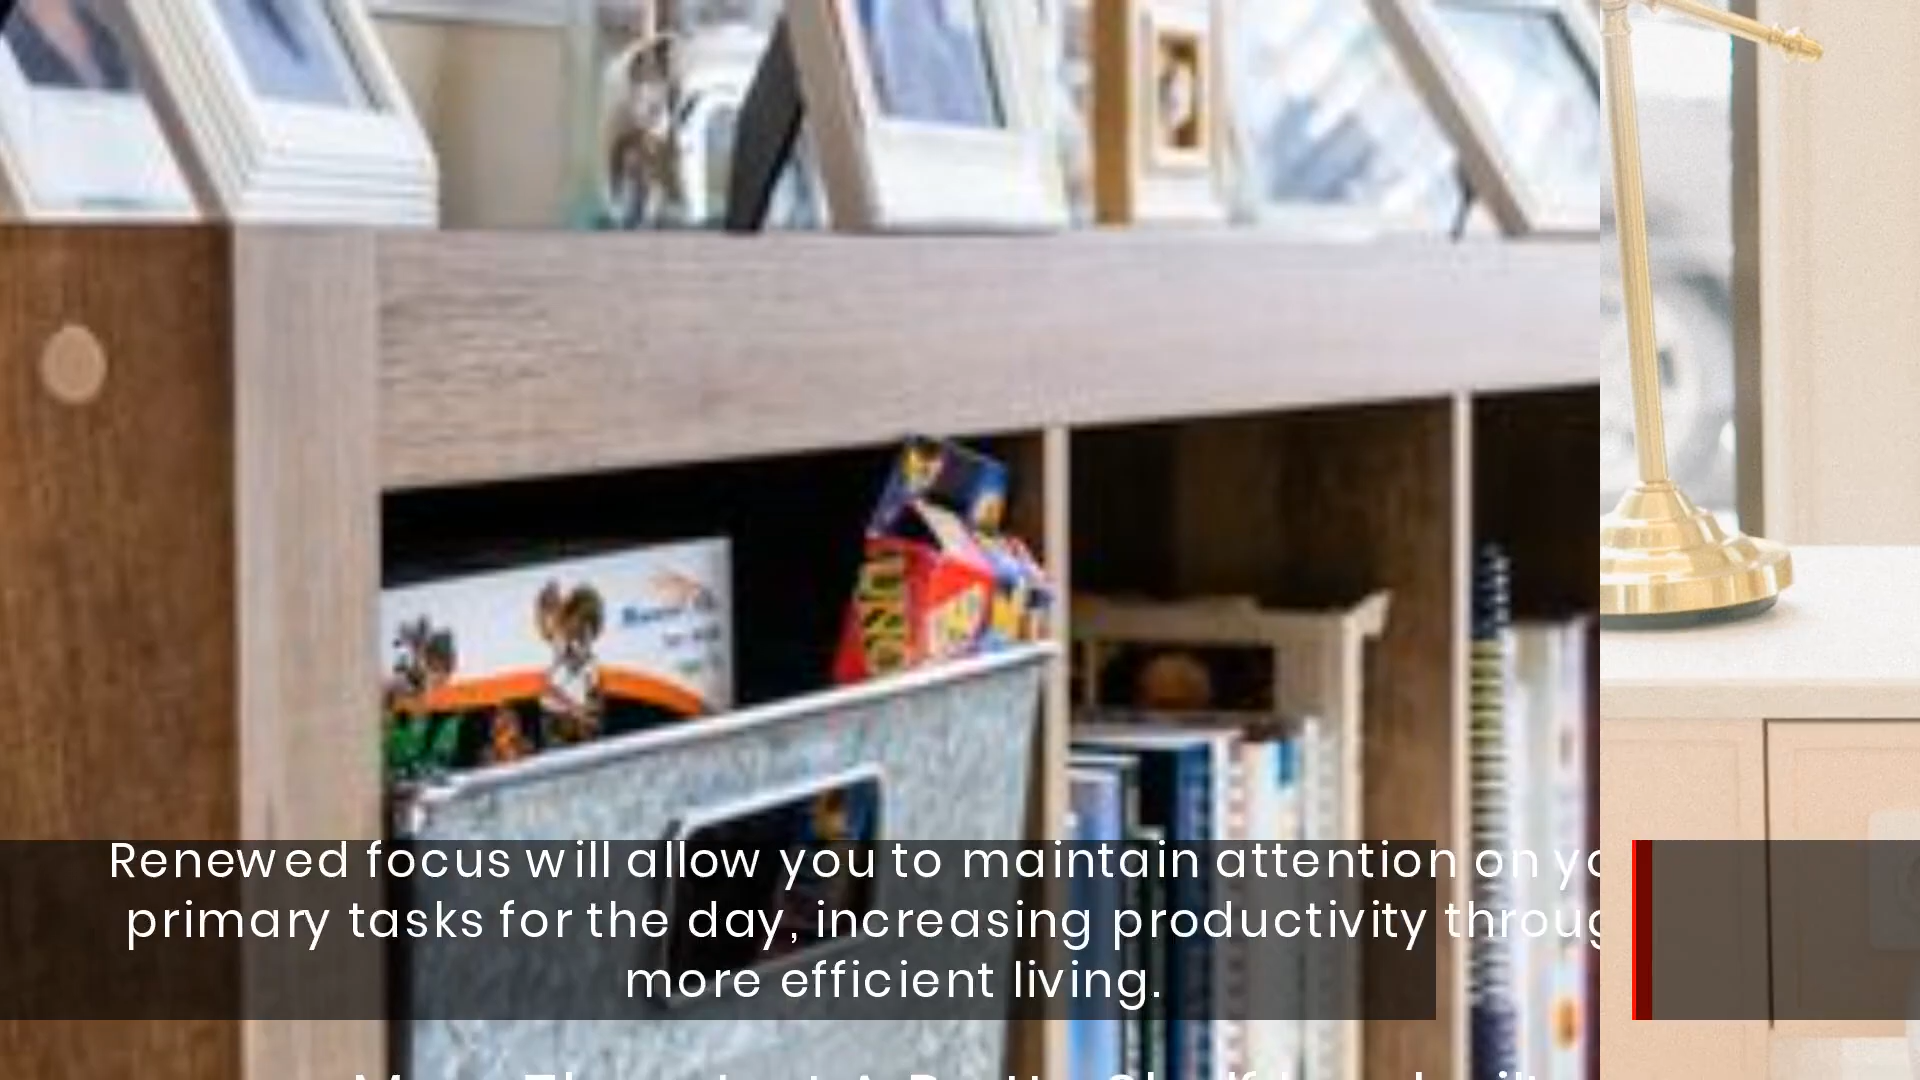 Renewed focus will allow you to maintain attention on yo
primary tasks for the day, increasing productivity throug
more efficient living.